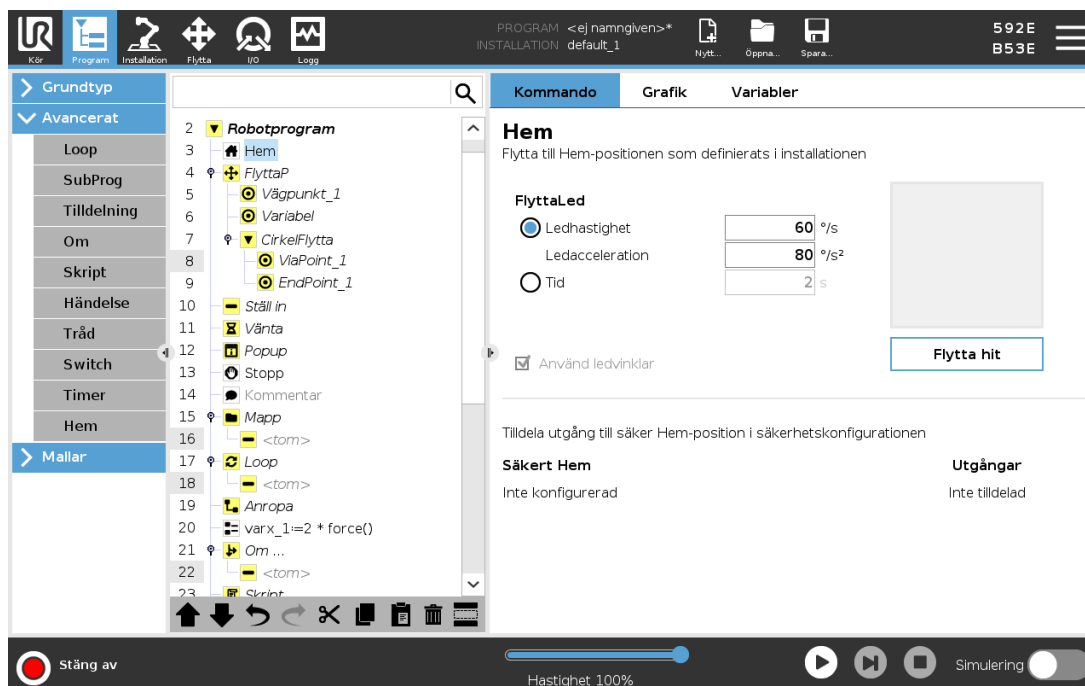 UR
Kör
Program
Installation
Flytta
I/O
Logg
PROGRAM <ej namngiven>*
INSTALLATION default_1
Nytt...
Öppna...
Spara...
592E
B53E
Grundtyp
Avancerat
Loop
SubProg
Tilldelning
Om
Skript
Händelse
Tråd
Switch
Timer
Hem
Mallar
2 Robotprogram
3 Hem
4 FlyttaP
5 Vägpunkt_1
6 Variabel
7 CirkelFlytta
8 ViaPoint_1
9 EndPoint_1
10 Ställ in
11 Vänta
12 Popup
13 Stopp
14 Kommentar
15 Mapp
16 <tom>
17 Loop
18 <tom>
19 Anropa
20 varx_1:=2 * force()
21 Om ...
22 <tom>
23 Skript
Kommando
Grafik
Variabler
Hem
Flytta till Hem-positionen som definierats i installationen
FlyttaLed
Ledhastighet 60 °/s
Ledacceleration 80 °/s²
Tid 2 s
Använd ledvinklar
Flytta hit
Tilldela utgång till säker Hem-position i säkerhetskonfigurationen
Säkert Hem Utgångar
Inte konfigurerad Inte tilldelad
Stäng av
Hastighet 100%
Simulering